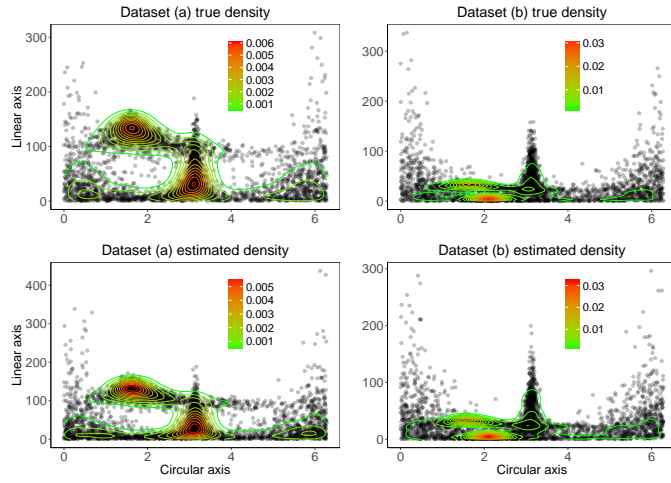 Dataset (a) true density
Dataset (b) true density
Linear axis
300
200
100
0
0.006
0.005
0.004
0.003
0.002
0.001
0 2 4 6
300
200
100
0
0.03
0.02
0.01
0 2 4 6
Dataset (a) estimated density
Dataset (b) estimated density
Linear axis
400
300
200
100
0
0.005
0.004
0.003
0.002
0.001
0 2 4 6
Circular axis
300
200
100
0
0.03
0.02
0.01
0 2 4 6
Circular axis